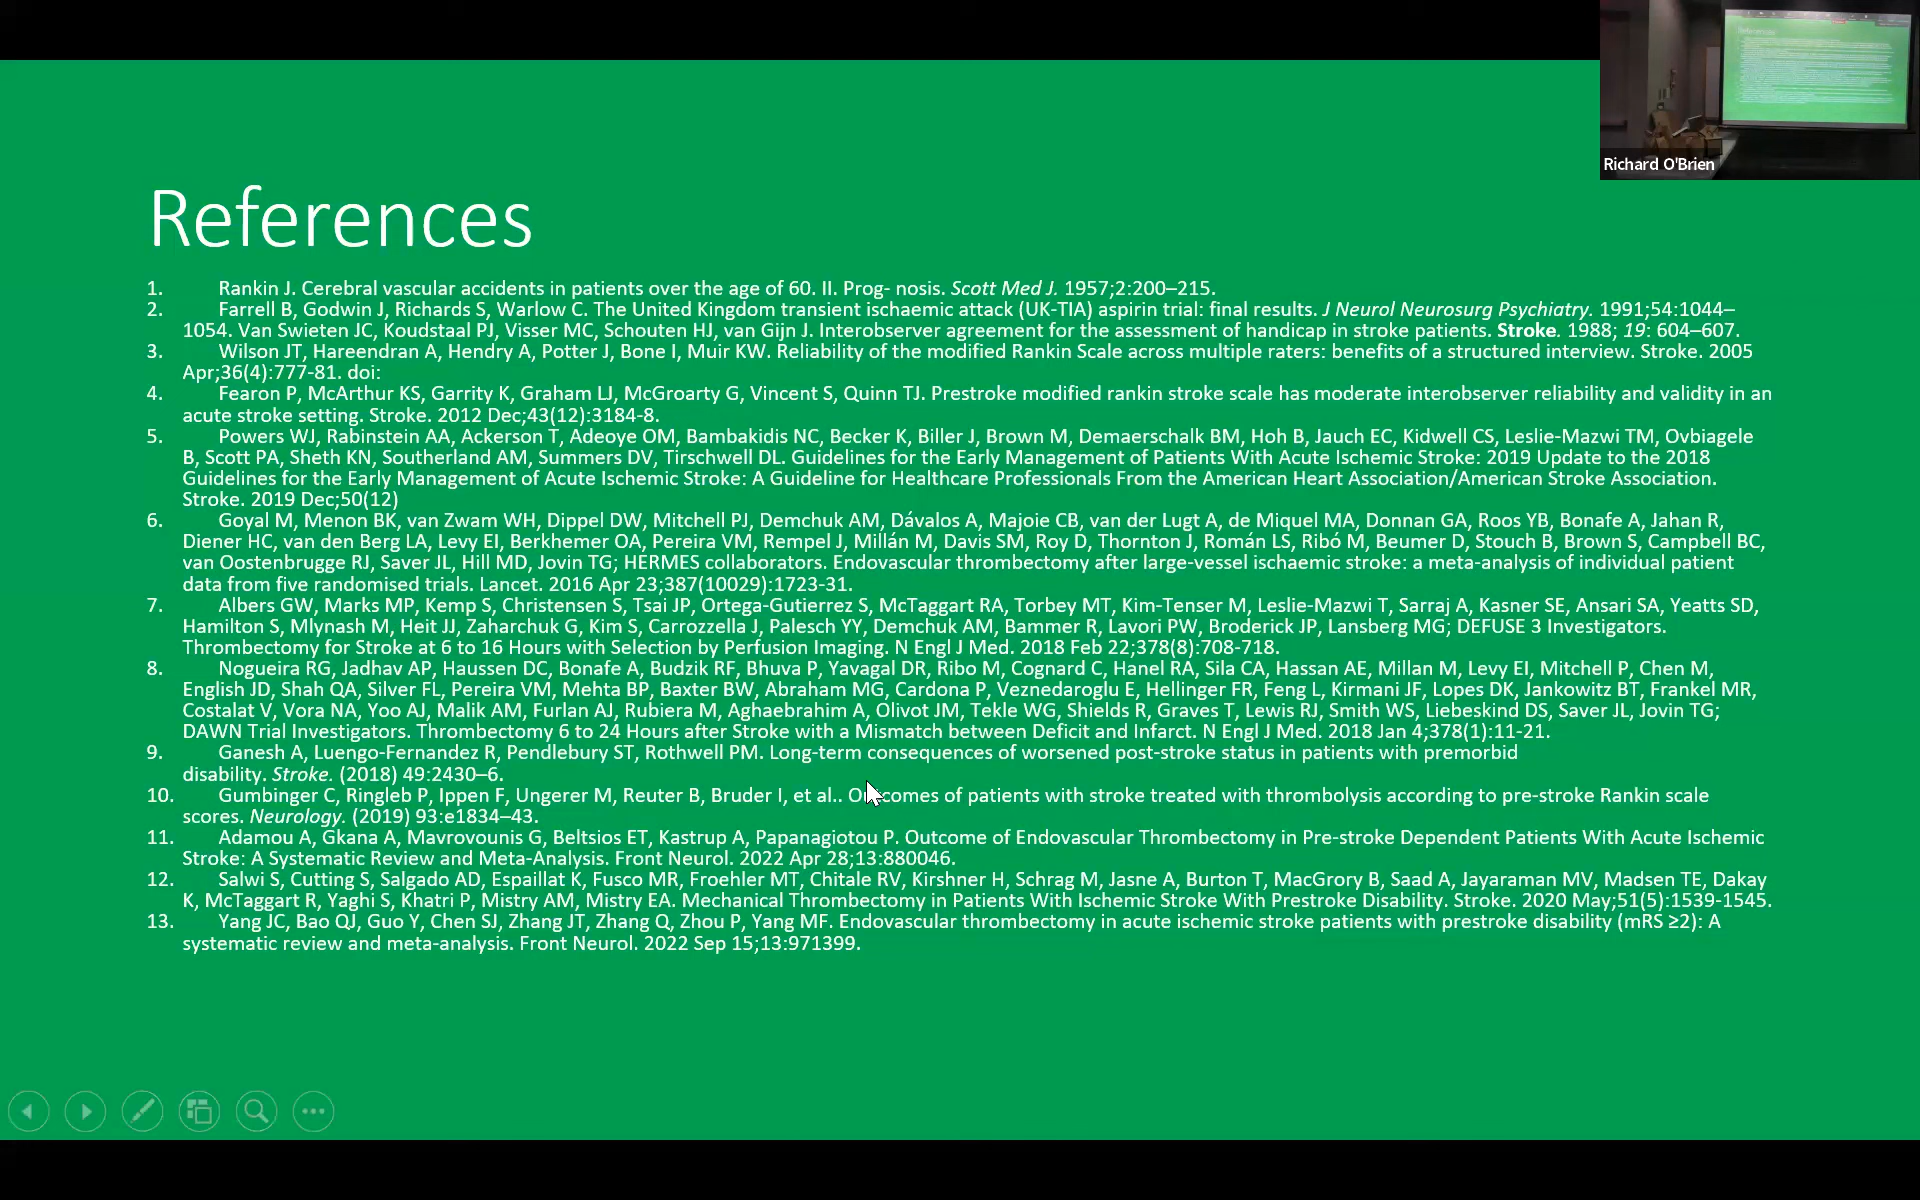 Richard O'Brien
References
1. Rankin J. Cerebral vascular accidents in patients over the age of 60. II. Prog- nosis. Scott Med J. 1957;2:200–215.
2. Farrell B, Godwin J, Richards S, Warlow C. The United Kingdom transient ischaemic attack (UK-TIA) aspirin trial: final results. J Neurol Neurosurg Psychiatry. 1991;54:1044–
1054. Van Swieten JC, Koudstaal PJ, Visser MC, Schouten HJ, van Gijn J. Interobserver agreement for the assessment of handicap in stroke patients. Stroke. 1988; 19: 604–607.
3. Wilson JT, Hareendran A, Hendry A, Potter J, Bone I, Muir KW. Reliability of the modified Rankin Scale across multiple raters: benefits of a structured interview. Stroke. 2005
Apr;36(4):777-81. doi:
4. Fearon P, McArthur KS, Garrity K, Graham LJ, McGroarty G, Vincent S, Quinn TJ. Prestroke modified rankin stroke scale has moderate interobserver reliability and validity in an
acute stroke setting. Stroke. 2012 Dec;43(12):3184-8.
5. Powers WJ, Rabinstein AA, Ackerson T, Adeoye OM, Bambakidis NC, Becker K, Biller J, Brown M, Demaerschalk BM, Hoh B, Jauch EC, Kidwell CS, Leslie-Mazwi TM, Ovbiagele
B, Scott PA, Sheth KN, Southerland AM, Summers DV, Tirschwell DL. Guidelines for the Early Management of Patients With Acute Ischemic Stroke: 2019 Update to the 2018
Guidelines for the Early Management of Acute Ischemic Stroke: A Guideline for Healthcare Professionals From the American Heart Association/American Stroke Association.
Stroke. 2019 Dec;50(12)
6. Goyal M, Menon BK, van Zwam WH, Dippel DW, Mitchell PJ, Demchuk AM, Dávalos A, Majoie CB, van der Lugt A, de Miquel MA, Donnan GA, Roos YB, Bonafe A, Jahan R,
Diener HC, van den Berg LA, Levy EI, Berkhemer OA, Pereira VM, Rempel J, Millán M, Davis SM, Roy D, Thornton J, Román LS, Ribó M, Beumer D, Stouch B, Brown S, Campbell BC,
van Oostenbrugge RJ, Saver JL, Hill MD, Jovin TG; HERMES collaborators. Endovascular thrombectomy after large-vessel ischaemic stroke: a meta-analysis of individual patient
data from five randomised trials. Lancet. 2016 Apr 23;387(10029):1723-31.
7. Albers GW, Marks MP, Kemp S, Christensen S, Tsai JP, Ortega-Gutierrez S, McTaggart RA, Torbey MT, Kim-Tenser M, Leslie-Mazwi T, Sarraj A, Kasner SE, Ansari SA, Yeatts SD,
Hamilton S, Mlynash M, Heit JJ, Zaharchuk G, Kim S, Carrozzella J, Palesch YY, Demchuk AM, Bammer R, Lavori PW, Broderick JP, Lansberg MG; DEFUSE 3 Investigators.
Thrombectomy for Stroke at 6 to 16 Hours with Selection by Perfusion Imaging. N Engl J Med. 2018 Feb 22;378(8):708-718.
8. Nogueira RG, Jadhav AP, Haussen DC, Bonafe A, Budzik RF, Bhuva P, Yavagal DR, Ribo M, Cognard C, Hanel RA, Sila CA, Hassan AE, Millan M, Levy EI, Mitchell P, Chen M,
English JD, Shah QA, Silver FL, Pereira VM, Mehta BP, Baxter BW, Abraham MG, Cardona P, Veznedaroglu E, Hellinger FR, Feng L, Kirmani JF, Lopes DK, Jankowitz BT, Frankel MR,
Costalat V, Vora NA, Yoo AJ, Malik AM, Furlan AJ, Rubiera M, Aghaebrahim A, Olivot JM, Tekle WG, Shields R, Graves T, Lewis RJ, Smith WS, Liebeskind DS, Saver JL, Jovin TG;
DAWN Trial Investigators. Thrombectomy 6 to 24 Hours after Stroke with a Mismatch between Deficit and Infarct. N Engl J Med. 2018 Jan 4;378(1):11-21.
9. Ganesh A, Luengo-Fernandez R, Pendlebury ST, Rothwell PM. Long-term consequences of worsened post-stroke status in patients with premorbid
disability. Stroke. (2018) 49:2430–6.
10. Gumbinger C, Ringleb P, Ippen F, Ungerer M, Reuter B, Bruder I, et al.. Outcomes of patients with stroke treated with thrombolysis according to pre-stroke Rankin scale
scores. Neurology. (2019) 93:e1834–43.
11. Adamou A, Gkana A, Mavrovounis G, Beltsios ET, Kastrup A, Papanagiotou P. Outcome of Endovascular Thrombectomy in Pre-stroke Dependent Patients With Acute Ischemic
Stroke: A Systematic Review and Meta-Analysis. Front Neurol. 2022 Apr 28;13:880046.
12. Salwi S, Cutting S, Salgado AD, Espaillat K, Fusco MR, Froehler MT, Chitale RV, Kirshner H, Schrag M, Jasne A, Burton T, MacGrory B, Saad A, Jayaraman MV, Madsen TE, Dakay
K, McTaggart R, Yaghi S, Khatri P, Mistry AM, Mistry EA. Mechanical Thrombectomy in Patients With Ischemic Stroke With Prestroke Disability. Stroke. 2020 May;51(5):1539-1545.
13. Yang JC, Bao QJ, Guo Y, Chen SJ, Zhang JT, Zhang Q, Zhou P, Yang MF. Endovascular thrombectomy in acute ischemic stroke patients with prestroke disability (mRS ≥2): A
systematic review and meta-analysis. Front Neurol. 2022 Sep 15;13:971399.